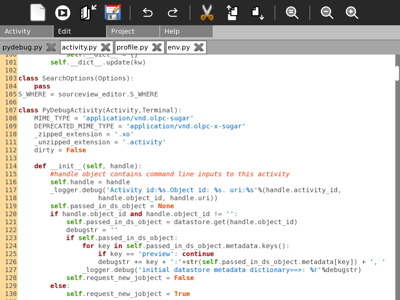 Activity Edit Project Help
pydebug.py activity.py profile.py env.py
101 self.__dict__.update(kw)
102
103 class SearchOptions(Options):
104 pass
105 S_WHERE = sourceview_editor.S_WHERE
106
107 class PyDebugActivity(Activity,Terminal):
108 MIME_TYPE = 'application/vnd.olpc-sugar'
109 DEPRECATED_MIME_TYPE = 'application/vnd.olpc-x-sugar'
110 _zipped_extension = '.xo'
111 _unzipped_extension = '.activity'
112 dirty = False
113
114 def __init__(self, handle):
115 #handle object contains command line inputs to this activity
116 self.handle = handle
117 _logger.debug('Activity id:%s.Object id: %s. uri:%s'%(handle.activity_id,
118 handle.object_id, handle.uri))
119 self.passed_in_ds_object = None
120 if handle.object_id and handle.object_id != '':
121 self.passed_in_ds_object = datastore.get(handle.object_id)
122 debugstr = ''
123 if self.passed_in_ds_object:
124 for key in self.passed_in_ds_object.metadata.keys():
125 if key == 'preview': continue
126 debugstr += key + ':'+str(self.passed_in_ds_object.metadata[key]) + ', '
127 _logger.debug('initial datastore metadata dictionary==>: %r'%debugstr)
128 self.request_new_jobject = False
129 else:
130 self.request_new_jobject = True